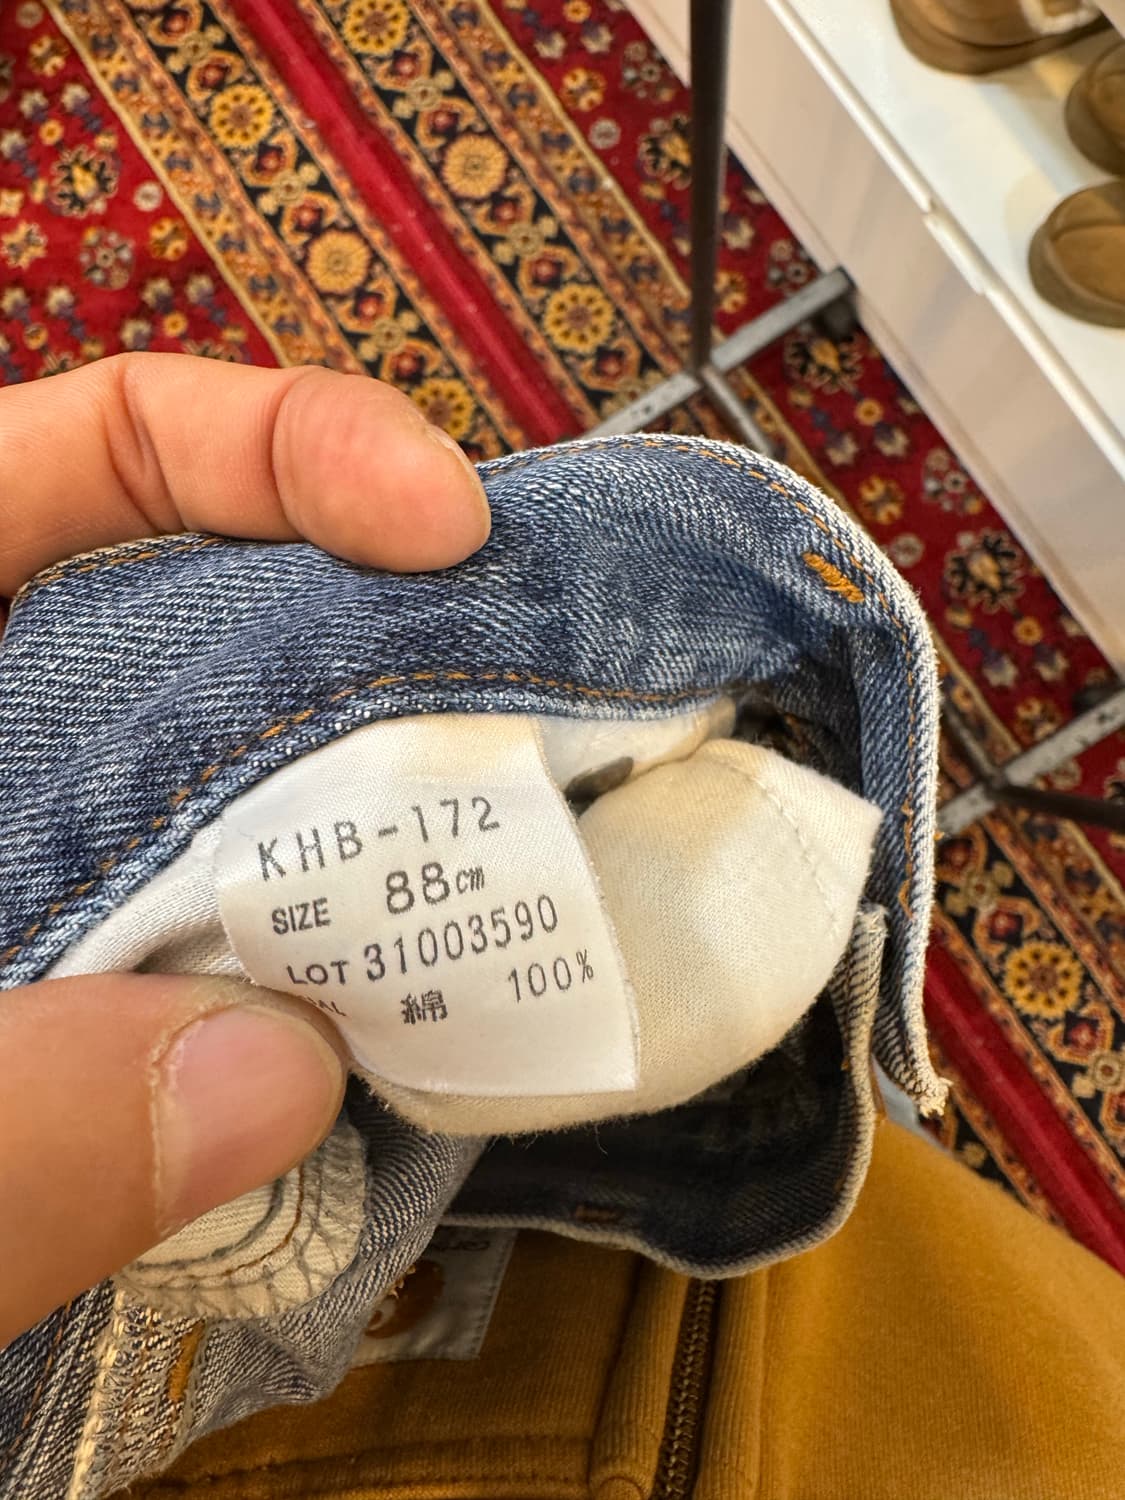 KHB-172
SIZE 88cm
LOT 31003590
綿 100%